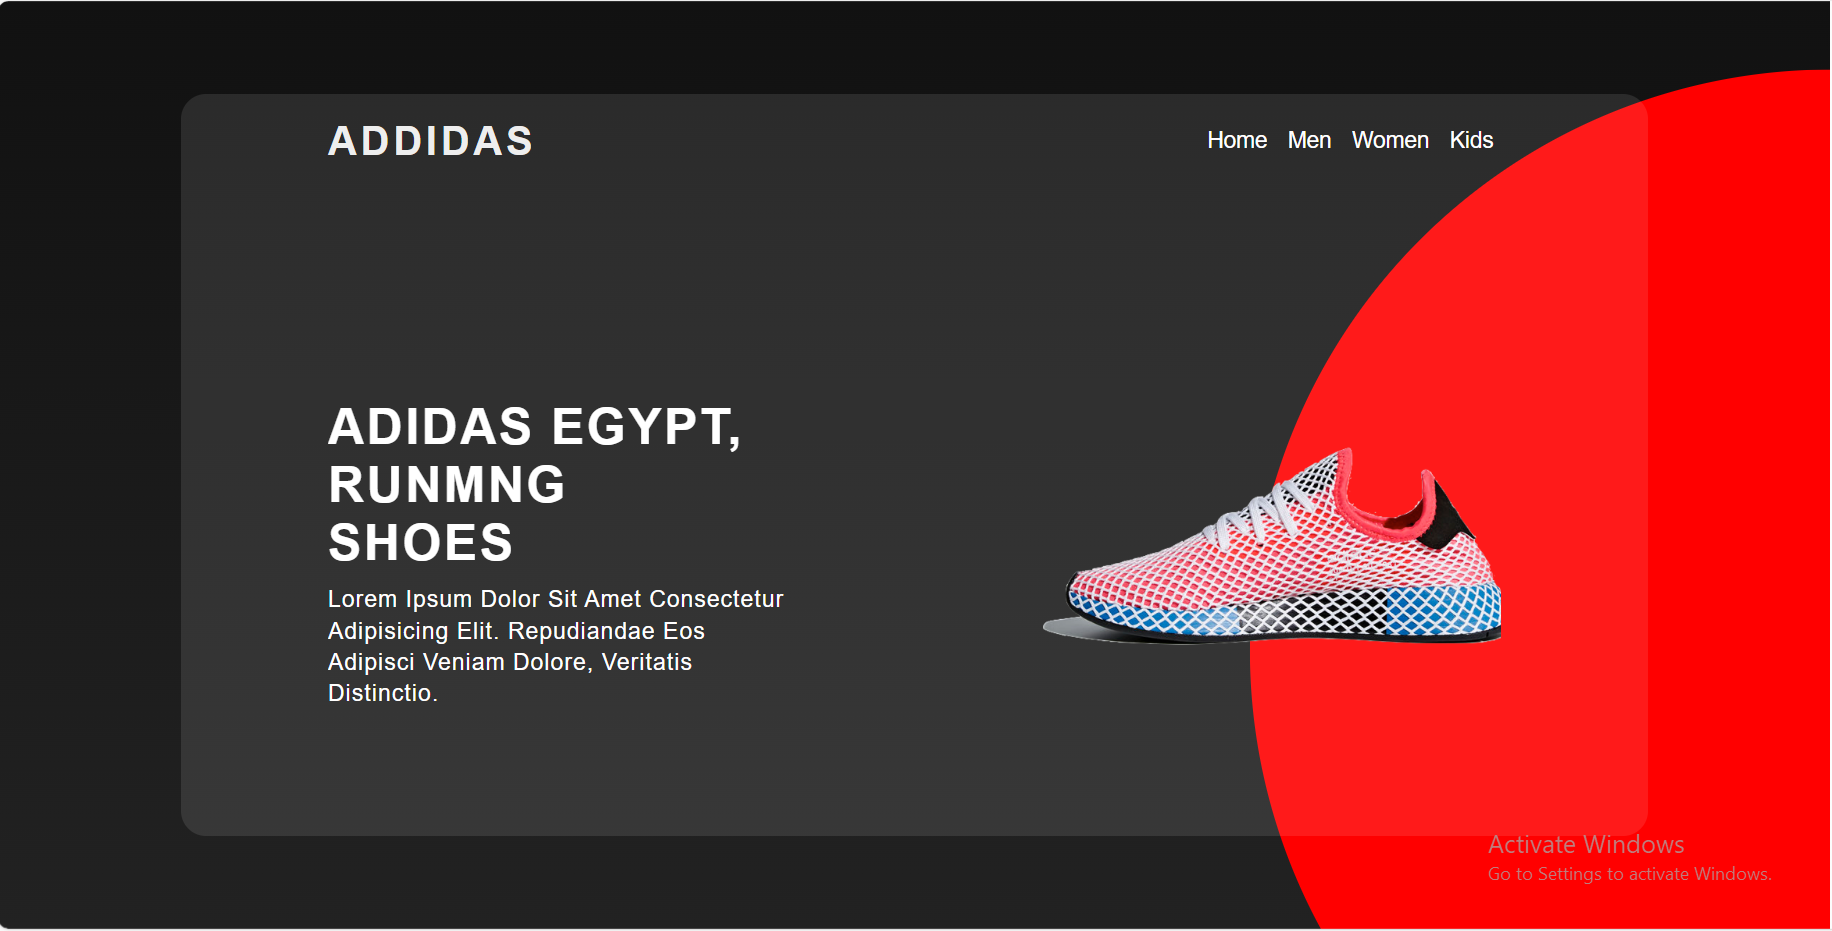 ADDIDAS
Home Men Women Kids
ADIDAS EGYPT,
RUNMNG
SHOES
Lorem Ipsum Dolor Sit Amet Consectetur
Adipisicing Elit. Repudiandae Eos
Adipisci Veniam Dolore, Veritatis
Distinctio.
Activate Windows
Go to Settings to activate Windows.